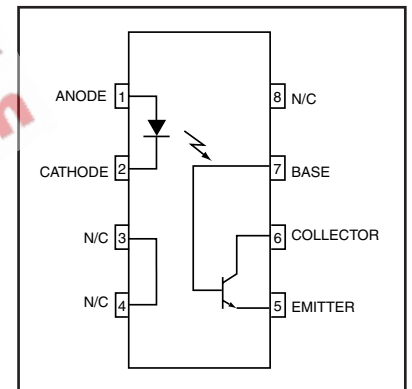 ANODE 1
8 N/C
CATHODE 2
7 BASE
N/C 3
6 COLLECTOR
N/C 4
5 EMITTER